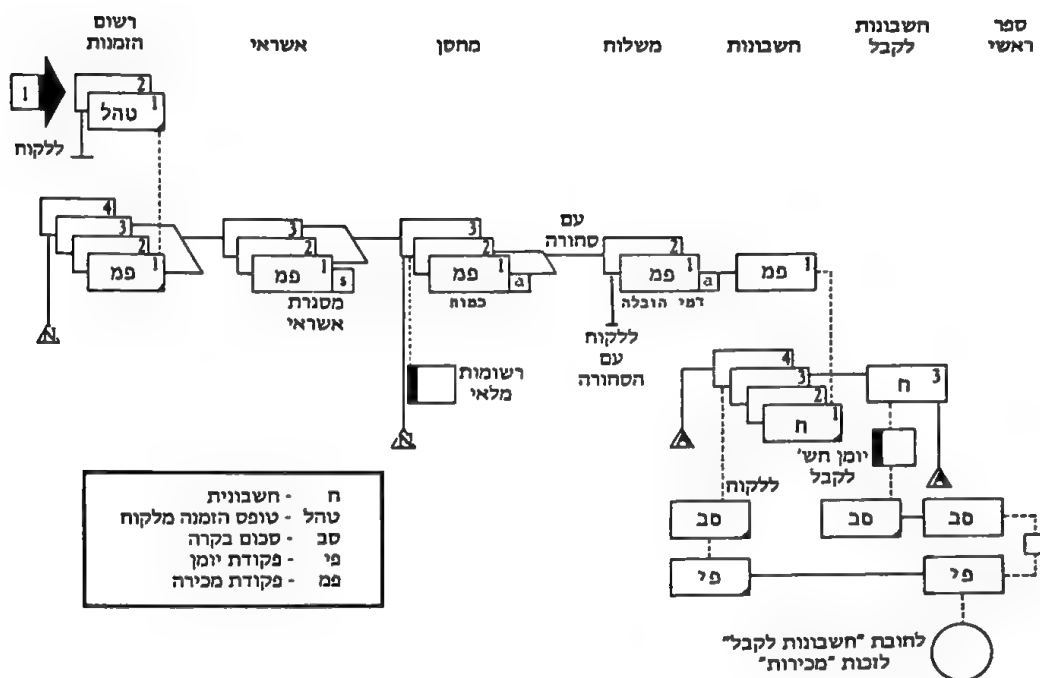 רשום
הזמנות
אשראי
מחסן
משלוח
חשבונות
חשבונות
לקבל
ספר
ראשי
1
2
1
טהל
ללקוח
4
3
2
1
פמ
N
3
2
1
פמ
s
מסגרת
אשראי
3
2
1
פמ
a
כמות
רשומות
מלאי
N
עם
סחורה
2
1
פמ
a
דמי הובלה
ללקוח
עם
הסחורה
1
פמ
4
3
2
1
ח
A
3
ח
יומן חש'
לקבל
A
ללקוח
סב
סב
סב
פי
פי
לחובת "חשבונות לקבל"
לזכות "מכירות"
ח - חשבונית
טהל - טופס הזמנה מלקוח
סב - סכום בקרה
פי - פקודת יומן
פמ - פקודת מכירה